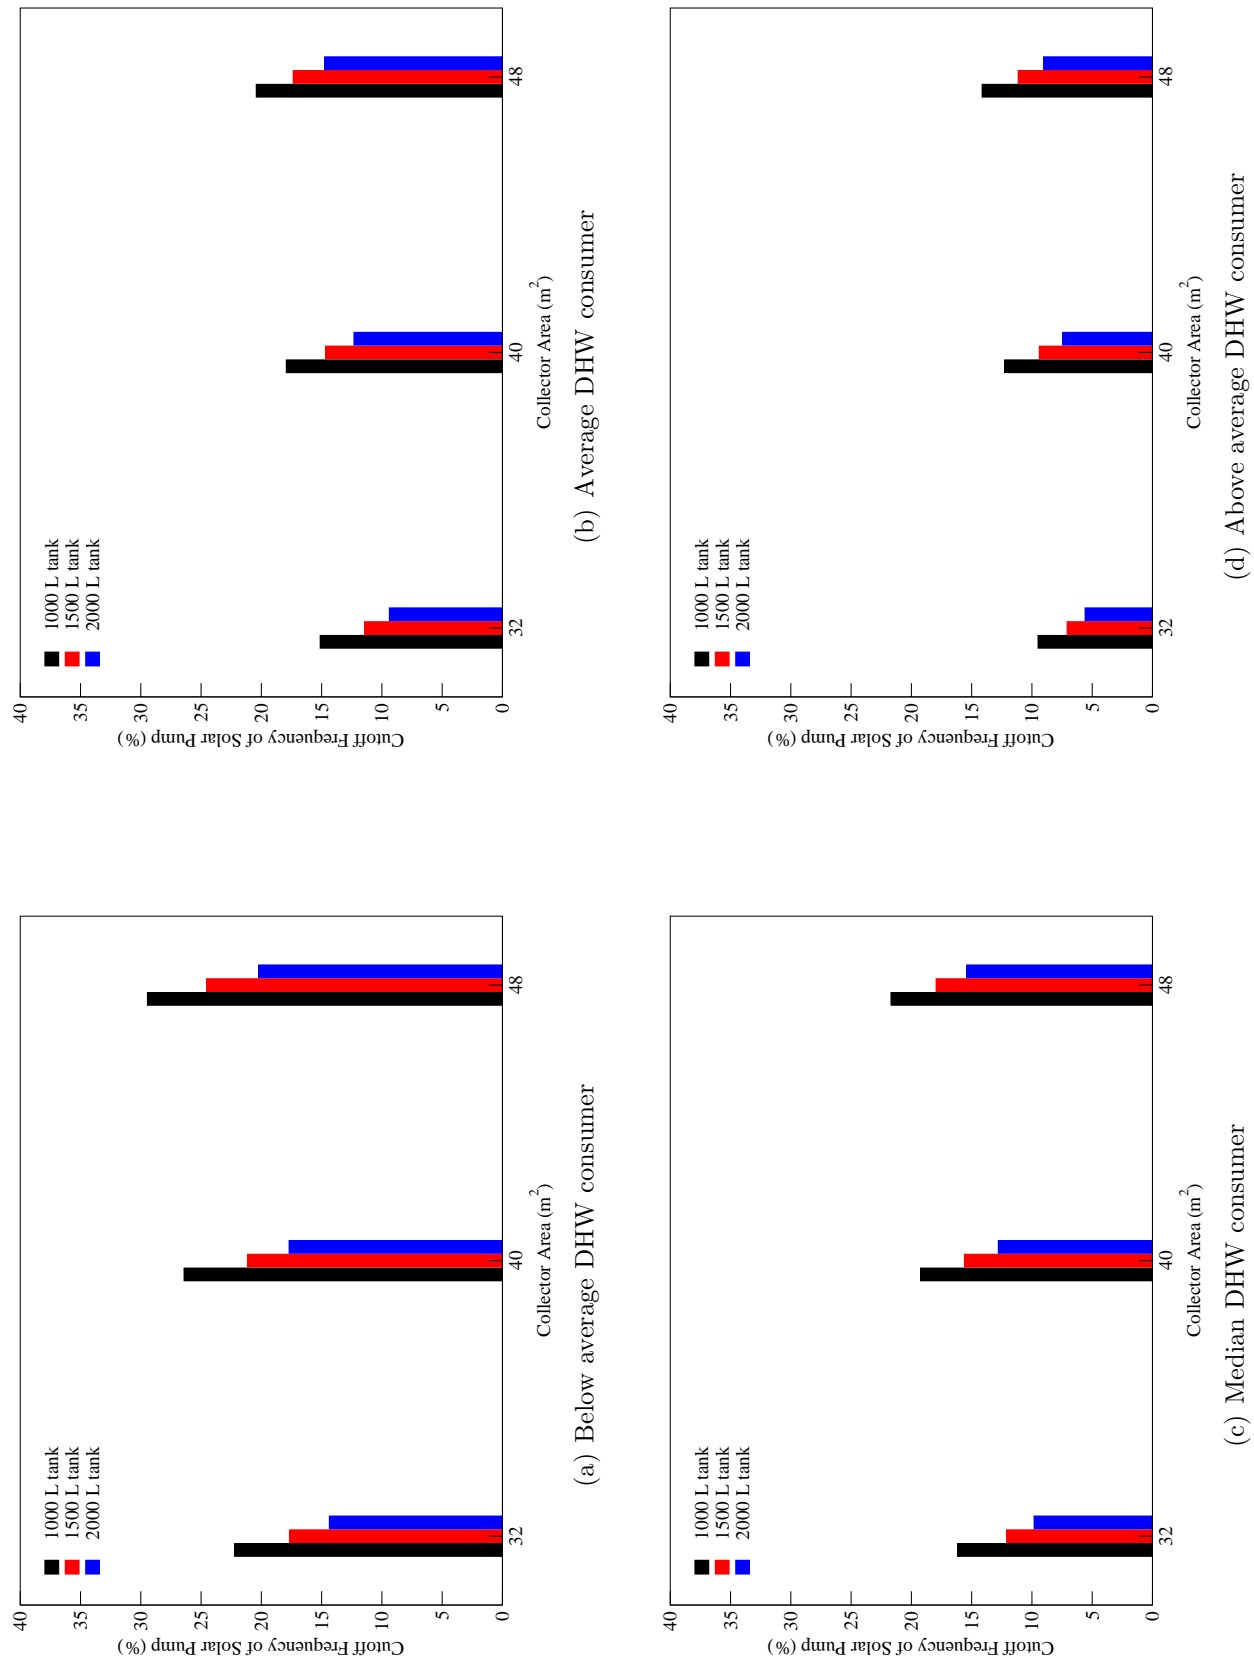 40
35
30
25
20
15
10
5
0
Cutoff Frequency of Solar Pump (%)
1000 L tank
1500 L tank
2000 L tank
32
40
48
Collector Area (m²)
(a) Below average DHW consumer
40
35
30
25
20
15
10
5
0
Cutoff Frequency of Solar Pump (%)
1000 L tank
1500 L tank
2000 L tank
32
40
48
Collector Area (m²)
(b) Average DHW consumer
40
35
30
25
20
15
10
5
0
Cutoff Frequency of Solar Pump (%)
1000 L tank
1500 L tank
2000 L tank
32
40
48
Collector Area (m²)
(c) Median DHW consumer
40
35
30
25
20
15
10
5
0
Cutoff Frequency of Solar Pump (%)
1000 L tank
1500 L tank
2000 L tank
32
40
48
Collector Area (m²)
(d) Above average DHW consumer